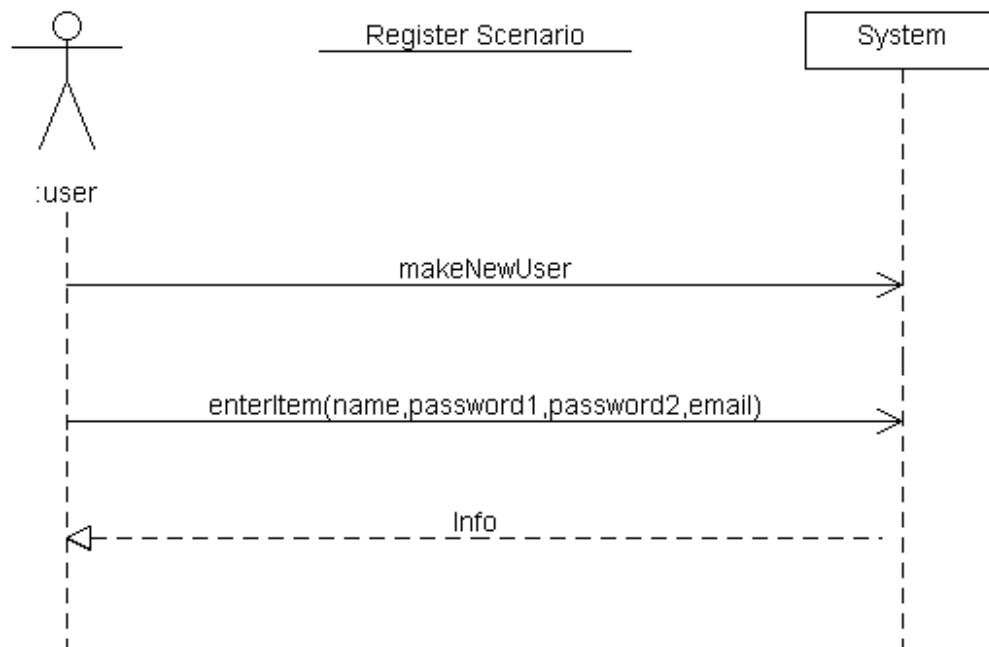 Register Scenario
System
:user
makeNewUser
enterItem(name,password1,password2,email)
Info